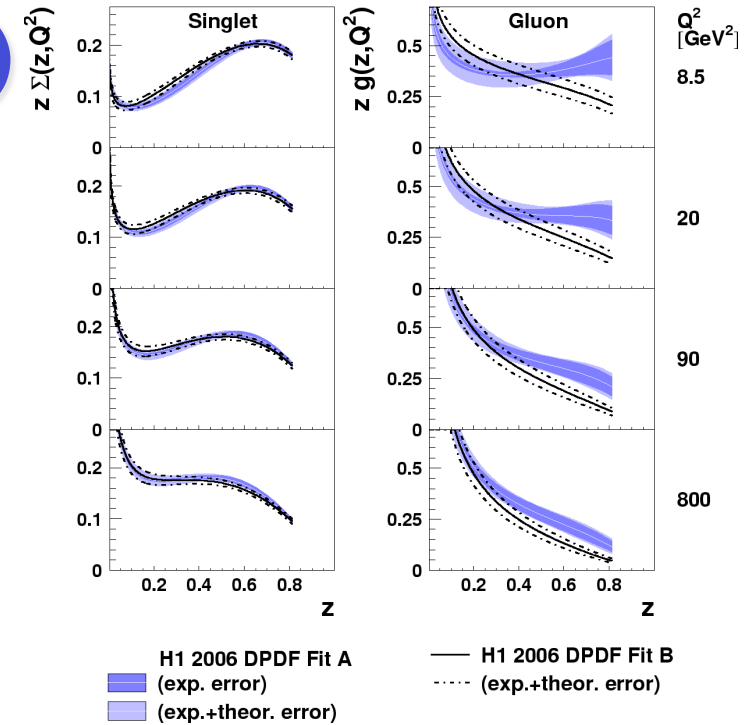 Singlet
Gluon
Q²
[GeV²]
z Σ(z,Q²)
z g(z,Q²)
0.2
0.1
0
0.5
0.25
0
8.5
0.2
0.1
0
0.5
0.25
0
20
0.2
0.1
0
0.5
0.25
0
90
0.2
0.1
0
0.5
0.25
0
800
0.2 0.4 0.6 0.8
0.2 0.4 0.6 0.8
z
z
H1 2006 DPDF Fit A
(exp. error)
(exp.+theor. error)
H1 2006 DPDF Fit B
(exp.+theor. error)